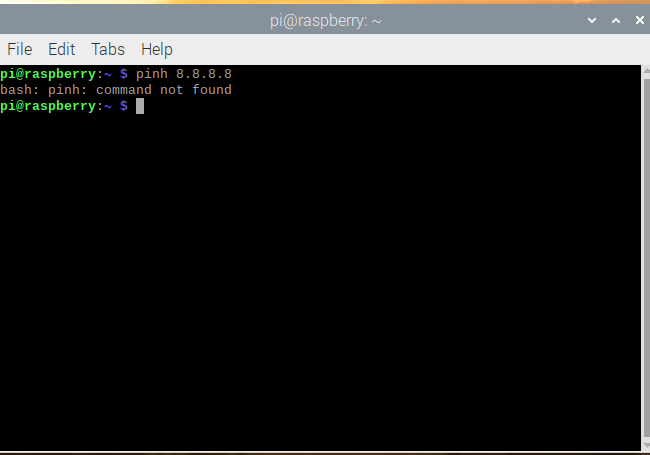 pi@raspberry: ~
File Edit Tabs Help
pi@raspberry:~ $ pinh 8.8.8.8
bash: pinh: command not found
pi@raspberry:~ $